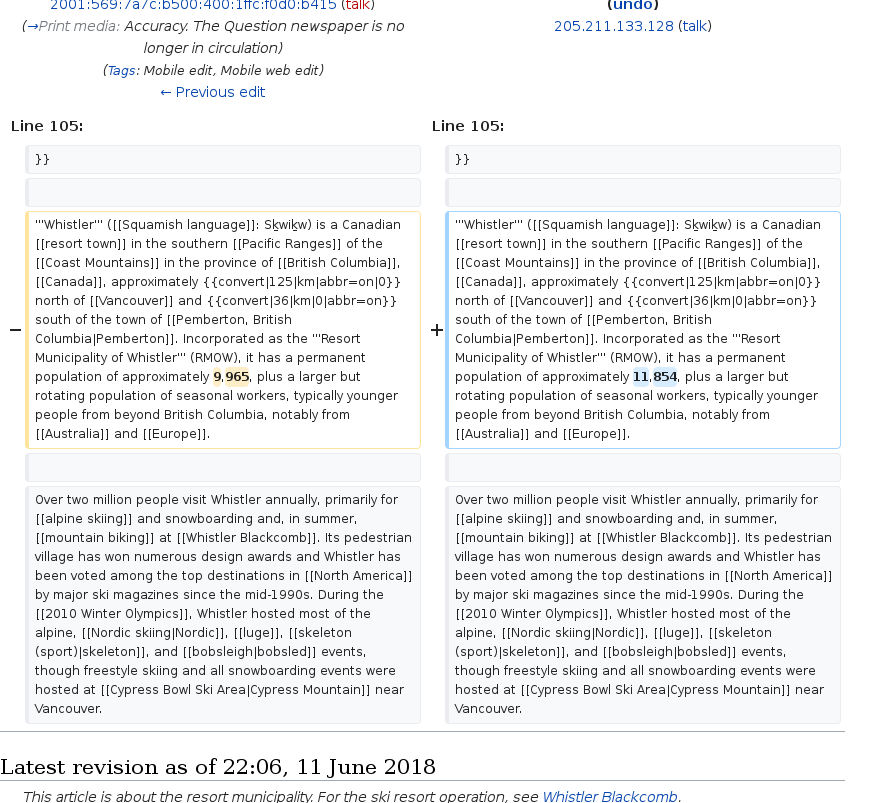 2001:569:7a7c:b500:400:1ffc:f0d0:b415 (talk)
(→Print media: Accuracy. The Question newspaper is no
longer in circulation)
(Tags: Mobile edit, Mobile web edit)
← Previous edit
(undo)
205.211.133.128 (talk)
Line 105:
}}
− '''Whistler''' ([[Squamish language]]: Sḵwiḵw) is a Canadian
[[resort town]] in the southern [[Pacific Ranges]] of the
[[Coast Mountains]] in the province of [[British Columbia]],
[[Canada]], approximately {{convert|125|km|abbr=on|0}}
north of [[Vancouver]] and {{convert|36|km|0|abbr=on}}
south of the town of [[Pemberton, British
Columbia|Pemberton]]. Incorporated as the '''Resort
Municipality of Whistler''' (RMOW), it has a permanent
population of approximately 9,965, plus a larger but
rotating population of seasonal workers, typically younger
people from beyond British Columbia, notably from
[[Australia]] and [[Europe]].
Over two million people visit Whistler annually, primarily for
[[alpine skiing]] and snowboarding and, in summer,
[[mountain biking]] at [[Whistler Blackcomb]]. Its pedestrian
village has won numerous design awards and Whistler has
been voted among the top destinations in [[North America]]
by major ski magazines since the mid-1990s. During the
[[2010 Winter Olympics]], Whistler hosted most of the
alpine, [[Nordic skiing|Nordic]], [[luge]], [[skeleton
(sport)|skeleton]], and [[bobsleigh|bobsled]] events,
though freestyle skiing and all snowboarding events were
hosted at [[Cypress Bowl Ski Area|Cypress Mountain]] near
Vancouver.
Line 105:
}}
+ '''Whistler''' ([[Squamish language]]: Sḵwiḵw) is a Canadian
[[resort town]] in the southern [[Pacific Ranges]] of the
[[Coast Mountains]] in the province of [[British Columbia]],
[[Canada]], approximately {{convert|125|km|abbr=on|0}}
north of [[Vancouver]] and {{convert|36|km|0|abbr=on}}
south of the town of [[Pemberton, British
Columbia|Pemberton]]. Incorporated as the '''Resort
Municipality of Whistler''' (RMOW), it has a permanent
population of approximately 11,854, plus a larger but
rotating population of seasonal workers, typically younger
people from beyond British Columbia, notably from
[[Australia]] and [[Europe]].
Over two million people visit Whistler annually, primarily for
[[alpine skiing]] and snowboarding and, in summer,
[[mountain biking]] at [[Whistler Blackcomb]]. Its pedestrian
village has won numerous design awards and Whistler has
been voted among the top destinations in [[North America]]
by major ski magazines since the mid-1990s. During the
[[2010 Winter Olympics]], Whistler hosted most of the
alpine, [[Nordic skiing|Nordic]], [[luge]], [[skeleton
(sport)|skeleton]], and [[bobsleigh|bobsled]] events,
though freestyle skiing and all snowboarding events were
hosted at [[Cypress Bowl Ski Area|Cypress Mountain]] near
Vancouver.
Latest revision as of 22:06, 11 June 2018
This article is about the resort municipality. For the ski resort operation, see Whistler Blackcomb.